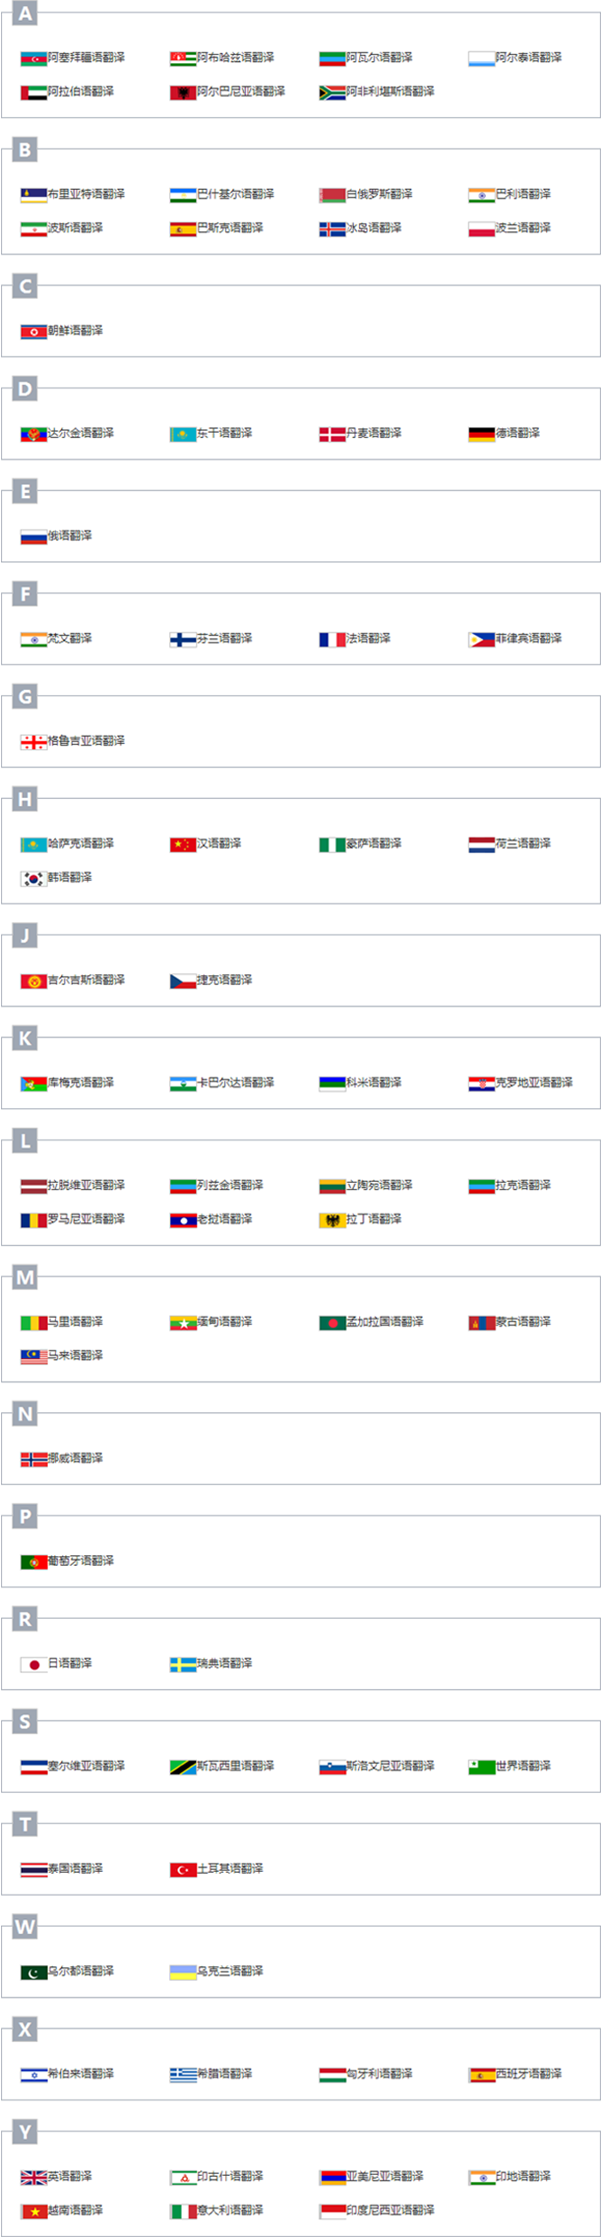 A
阿塞拜疆语翻译 阿布哈兹语翻译 阿瓦尔语翻译 阿尔泰语翻译
阿拉伯语翻译 阿尔巴尼亚语翻译 阿非利堪斯语翻译
B
布里亚特语翻译 巴什基尔语翻译 白俄罗斯翻译 巴利语翻译
波斯语翻译 巴斯克语翻译 冰岛语翻译 波兰语翻译
C
朝鲜语翻译
D
达尔金语翻译 东干语翻译 丹麦语翻译 德语翻译
E
俄语翻译
F
梵文翻译 芬兰语翻译 法语翻译 菲律宾语翻译
G
格鲁吉亚语翻译
H
哈萨克语翻译 汉语翻译 豪萨语翻译 荷兰语翻译
韩语翻译
J
吉尔吉斯语翻译 捷克语翻译
K
库梅克语翻译 卡巴尔达语翻译 科米语翻译 克罗地亚语翻译
L
拉脱维亚语翻译 列兹金语翻译 立陶宛语翻译 拉克语翻译
罗马尼亚语翻译 老挝语翻译 拉丁语翻译
M
马里语翻译 缅甸语翻译 孟加拉国语翻译 蒙古语翻译
马来语翻译
N
挪威语翻译
P
葡萄牙语翻译
R
日语翻译 瑞典语翻译
S
塞尔维亚语翻译 斯瓦西里语翻译 斯洛文尼亚语翻译 世界语翻译
T
泰国语翻译 土耳其语翻译
W
乌尔都语翻译 乌克兰语翻译
X
希伯来语翻译 希腊语翻译 匈牙利语翻译 西班牙语翻译
Y
英语翻译 印古什语翻译 亚美尼亚语翻译 印地语翻译
越南语翻译 意大利语翻译 印度尼西亚语翻译